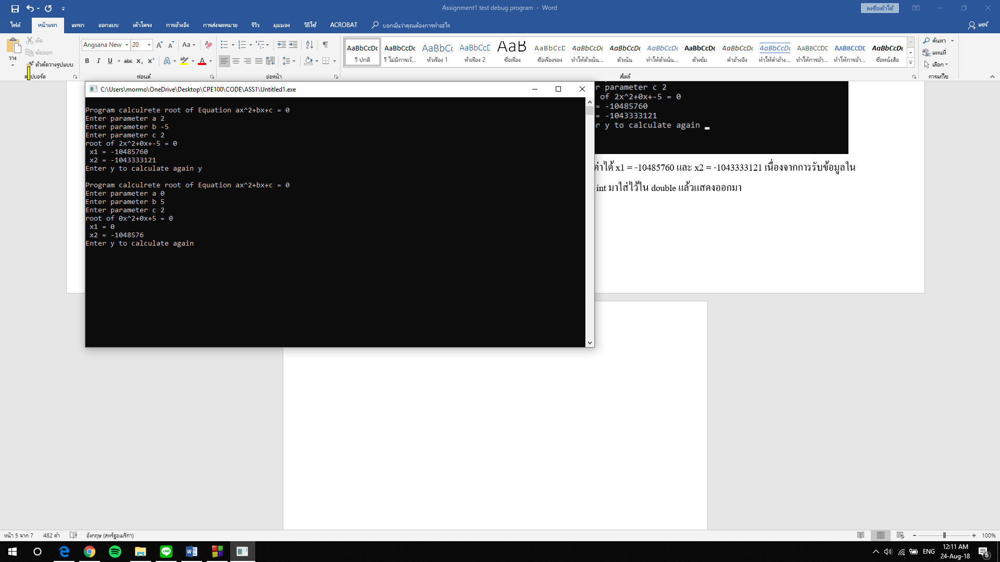 Assignment1 test debug program - Word
ลงชื่อเข้าใช้
ไฟล์ หน้าแรก แทรก ออกแบบ เค้าโครง การอ้างอิง การส่งจดหมาย รีวิว มุมมอง วิธีใช้ ACROBAT บอกฉันว่าคุณต้องการทำอะไร แชร์
วาง
ตัด
คัดลอก
ตัวคัดวางรูปแบบ
Angsana New 20
AaBbCcDc AaBbCcDc AaBbCc AaBbCcD AaB AaBbCcD AaBbCcDc AaBbCcDc AaBbCcDc AaBbCcDc AaBbCcDc AaBbCcDc AABBCCDD AABBCCDD AaBbCcDc
¶ ปกติ ¶ ไม่มีการเว้... หัวเรื่อง 1 หัวเรื่อง 2 ชื่อเรื่อง ชื่อเรื่องรอง ทำให้ตัวเน้น... ตัวเน้น ทำให้ตัวเน้น... ตัวเข้ม คำอ้างอิง ทำให้คำอ้าง... ทำให้การอ้า... ทำให้การอ้า... ชื่อหนังสือ
ค้นหา
แทนที่
เลือก
ฟอนต์ ย่อหน้า สไตล์ การแก้ไข
C:\Users\mormo\OneDrive\Desktop\CPE100\CODE\ASS1\Untitled1.exe
Program calculrete root of Equation ax^2+bx+c = 0
Enter parameter a 2
Enter parameter b -5
Enter parameter c 2
root of 2x^2+0x+-5 = 0
x1 = -10485760
x2 = -1043333121
Enter y to calculate again y
Program calculrete root of Equation ax^2+bx+c = 0
Enter parameter a 0
Enter parameter b 5
Enter parameter c 2
root of 0x^2+0x+5 = 0
x1 = 0
x2 = -1048576
Enter y to calculate again
r parameter c 2
of 2x^2+0x+-5 = 0
= -10485760
= -1043333121
r y to calculate again
ค่าได้ x1 = -10485760 และ x2 = -1043333121 เนื่องจากการรับข้อมูลใน
int มาใส่ไว้ใน double แล้วแสดงออกมา
หน้า 5 จาก 7 482 คำ อังกฤษ (สหรัฐอเมริกา) 100%
LINE
ENG
12:11 AM
24-Aug-18
6